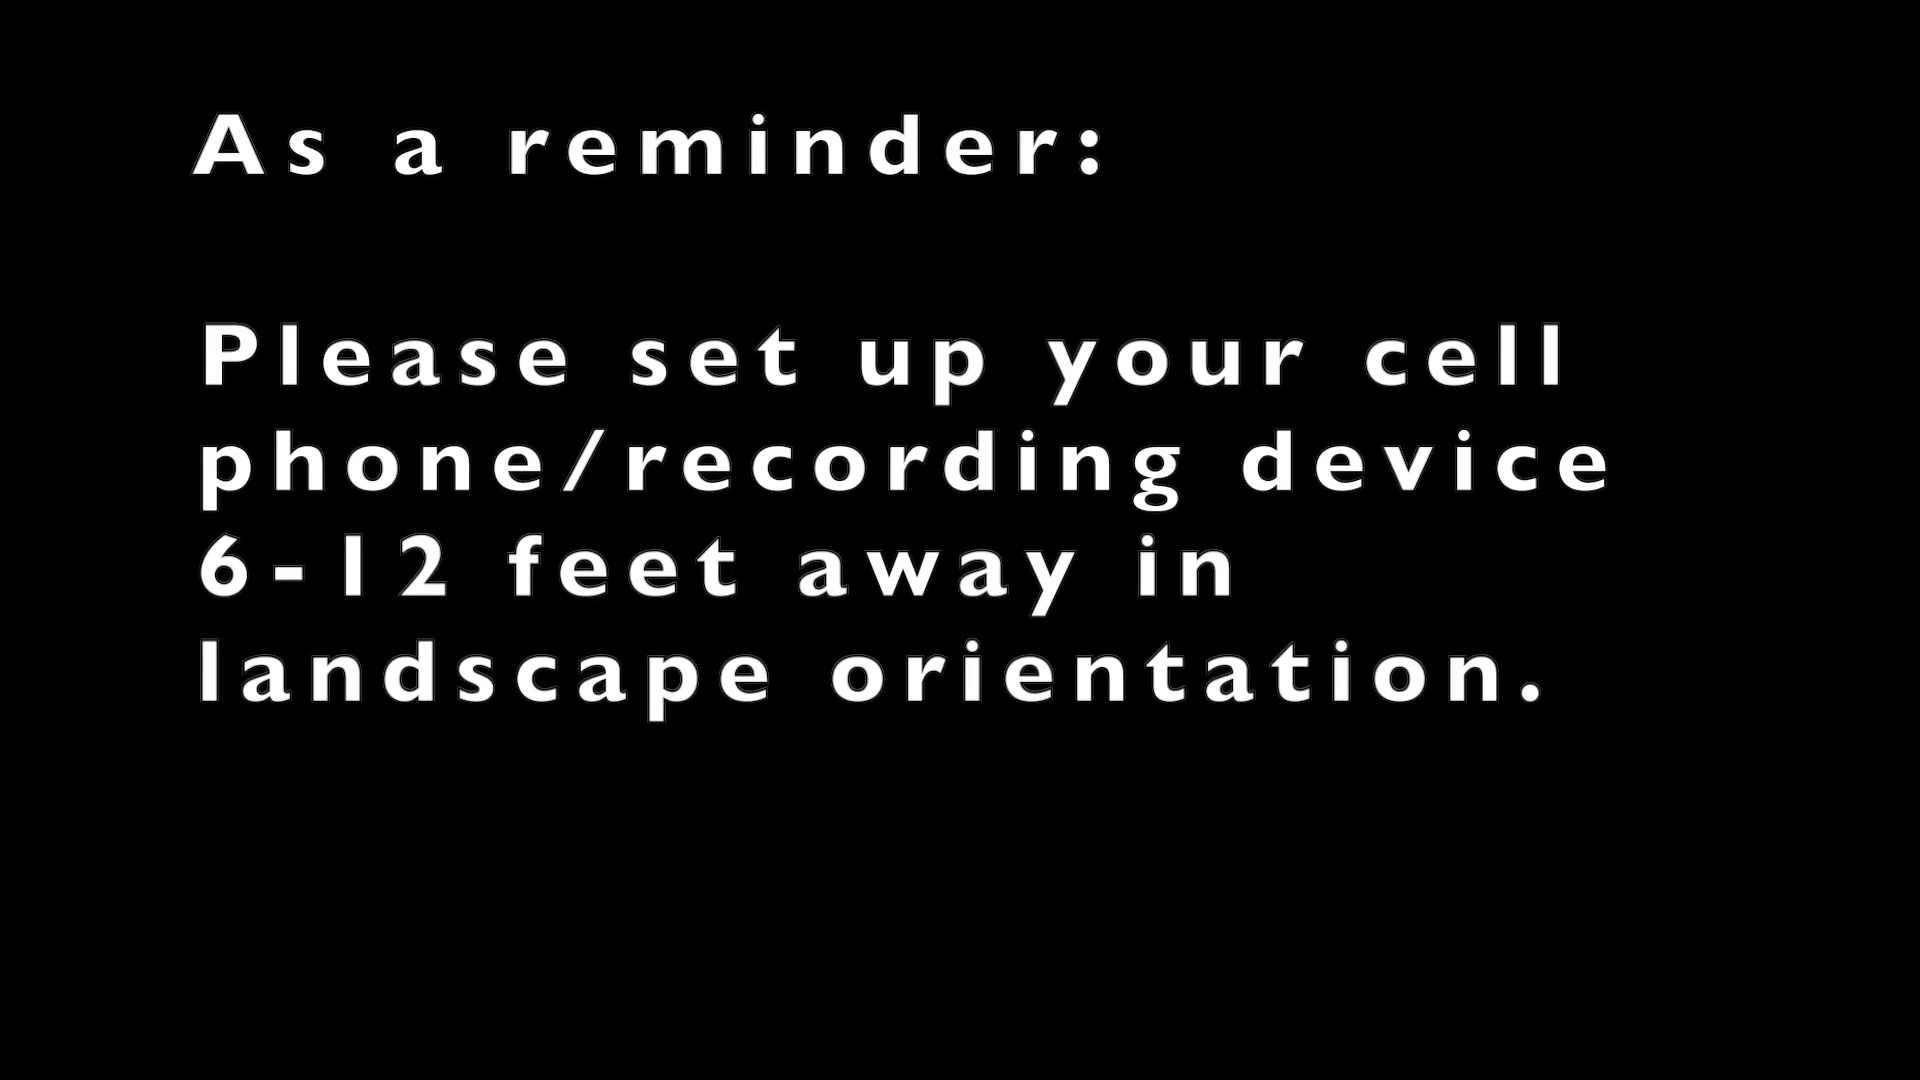 As a reminder:
Please set up your cell
phone/recording device
6-12 feet away in
landscape orientation.